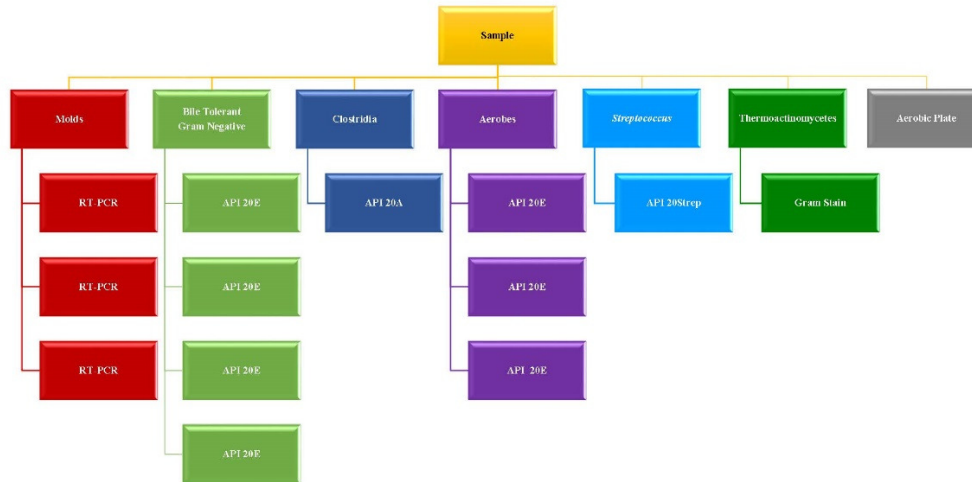 Sample
Molds
Bile Tolerant
Gram Negative
Clostridia
Aerobes
Streptococcus
Thermoactinomycetes
Aerobic Plate
RT-PCR
API 20E
API 20A
API 20E
API 20Strep
Gram Stain
RT-PCR
API 20E
API 20E
RT-PCR
API 20E
API 20E
API 20E